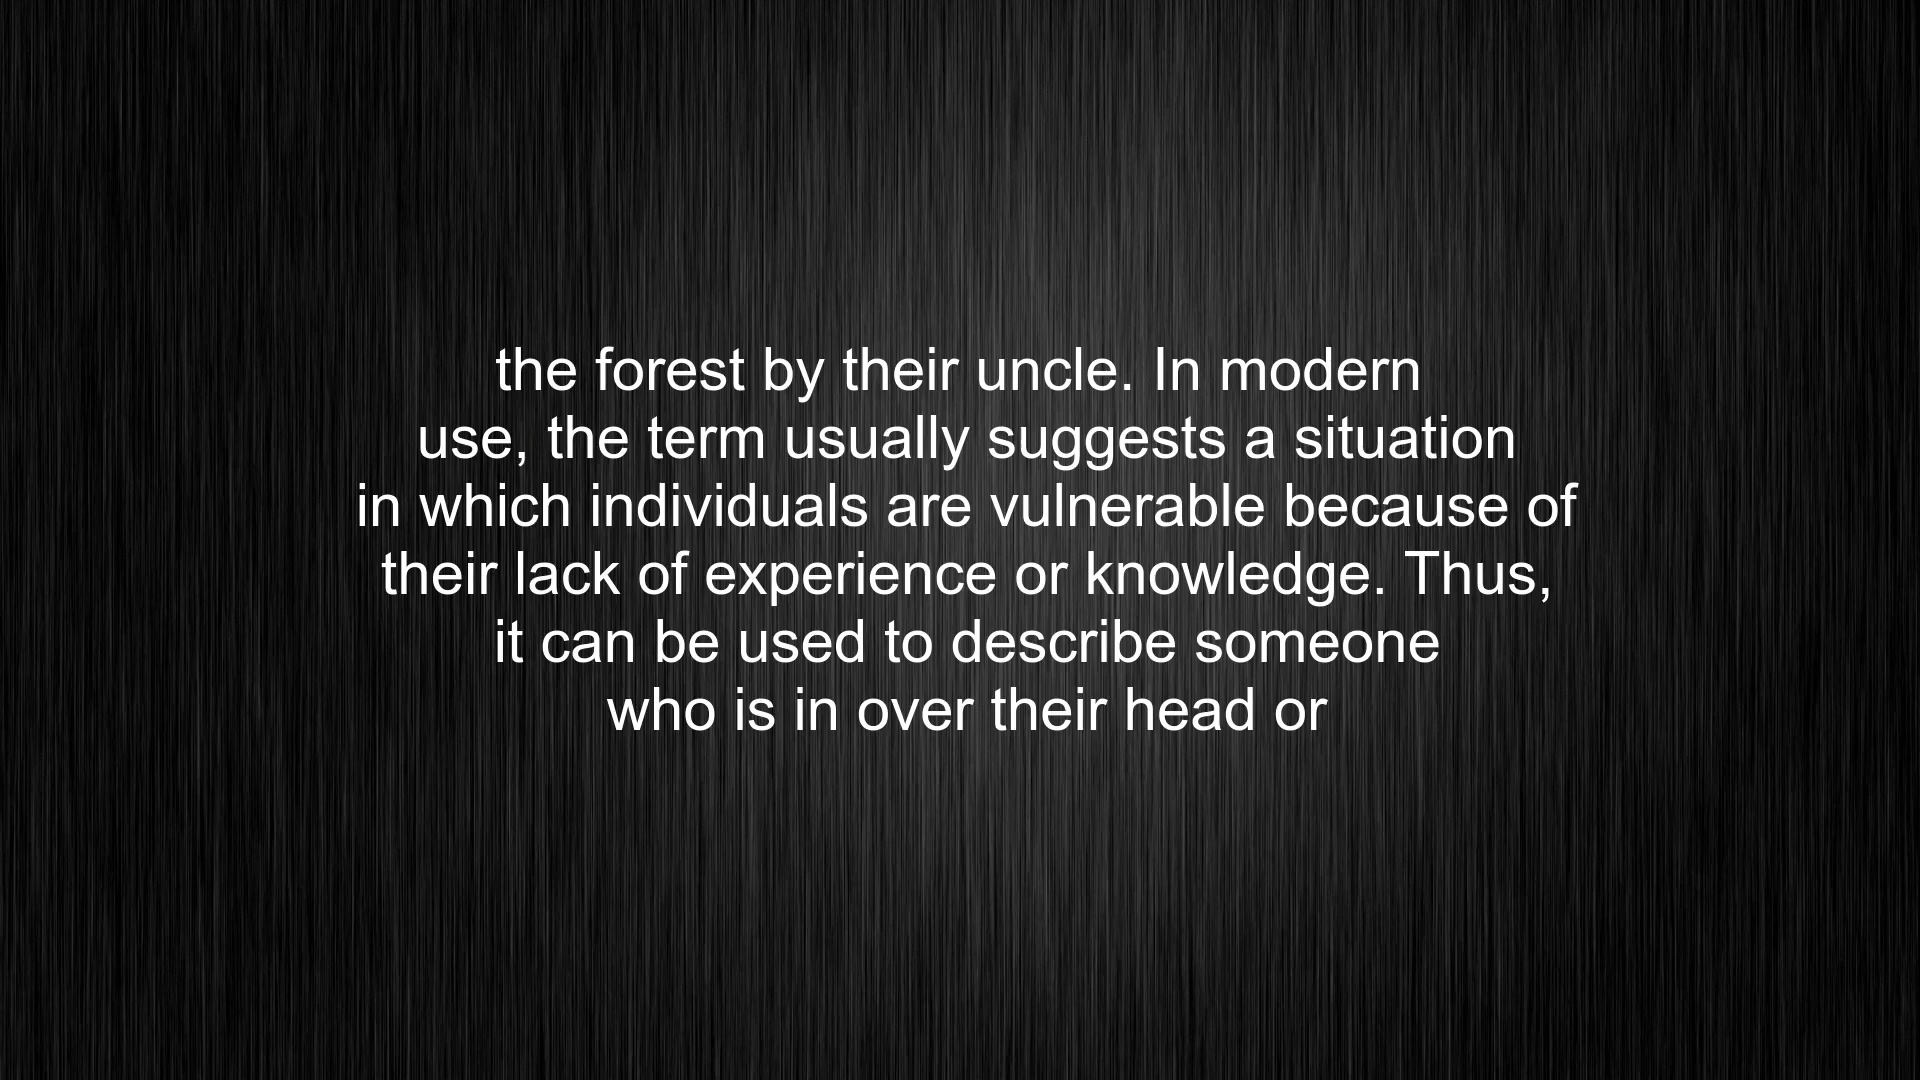 the forest by their uncle. In modern
use, the term usually suggests a situation
in which individuals are vulnerable because of
their lack of experience or knowledge. Thus,
it can be used to describe someone
who is in over their head or